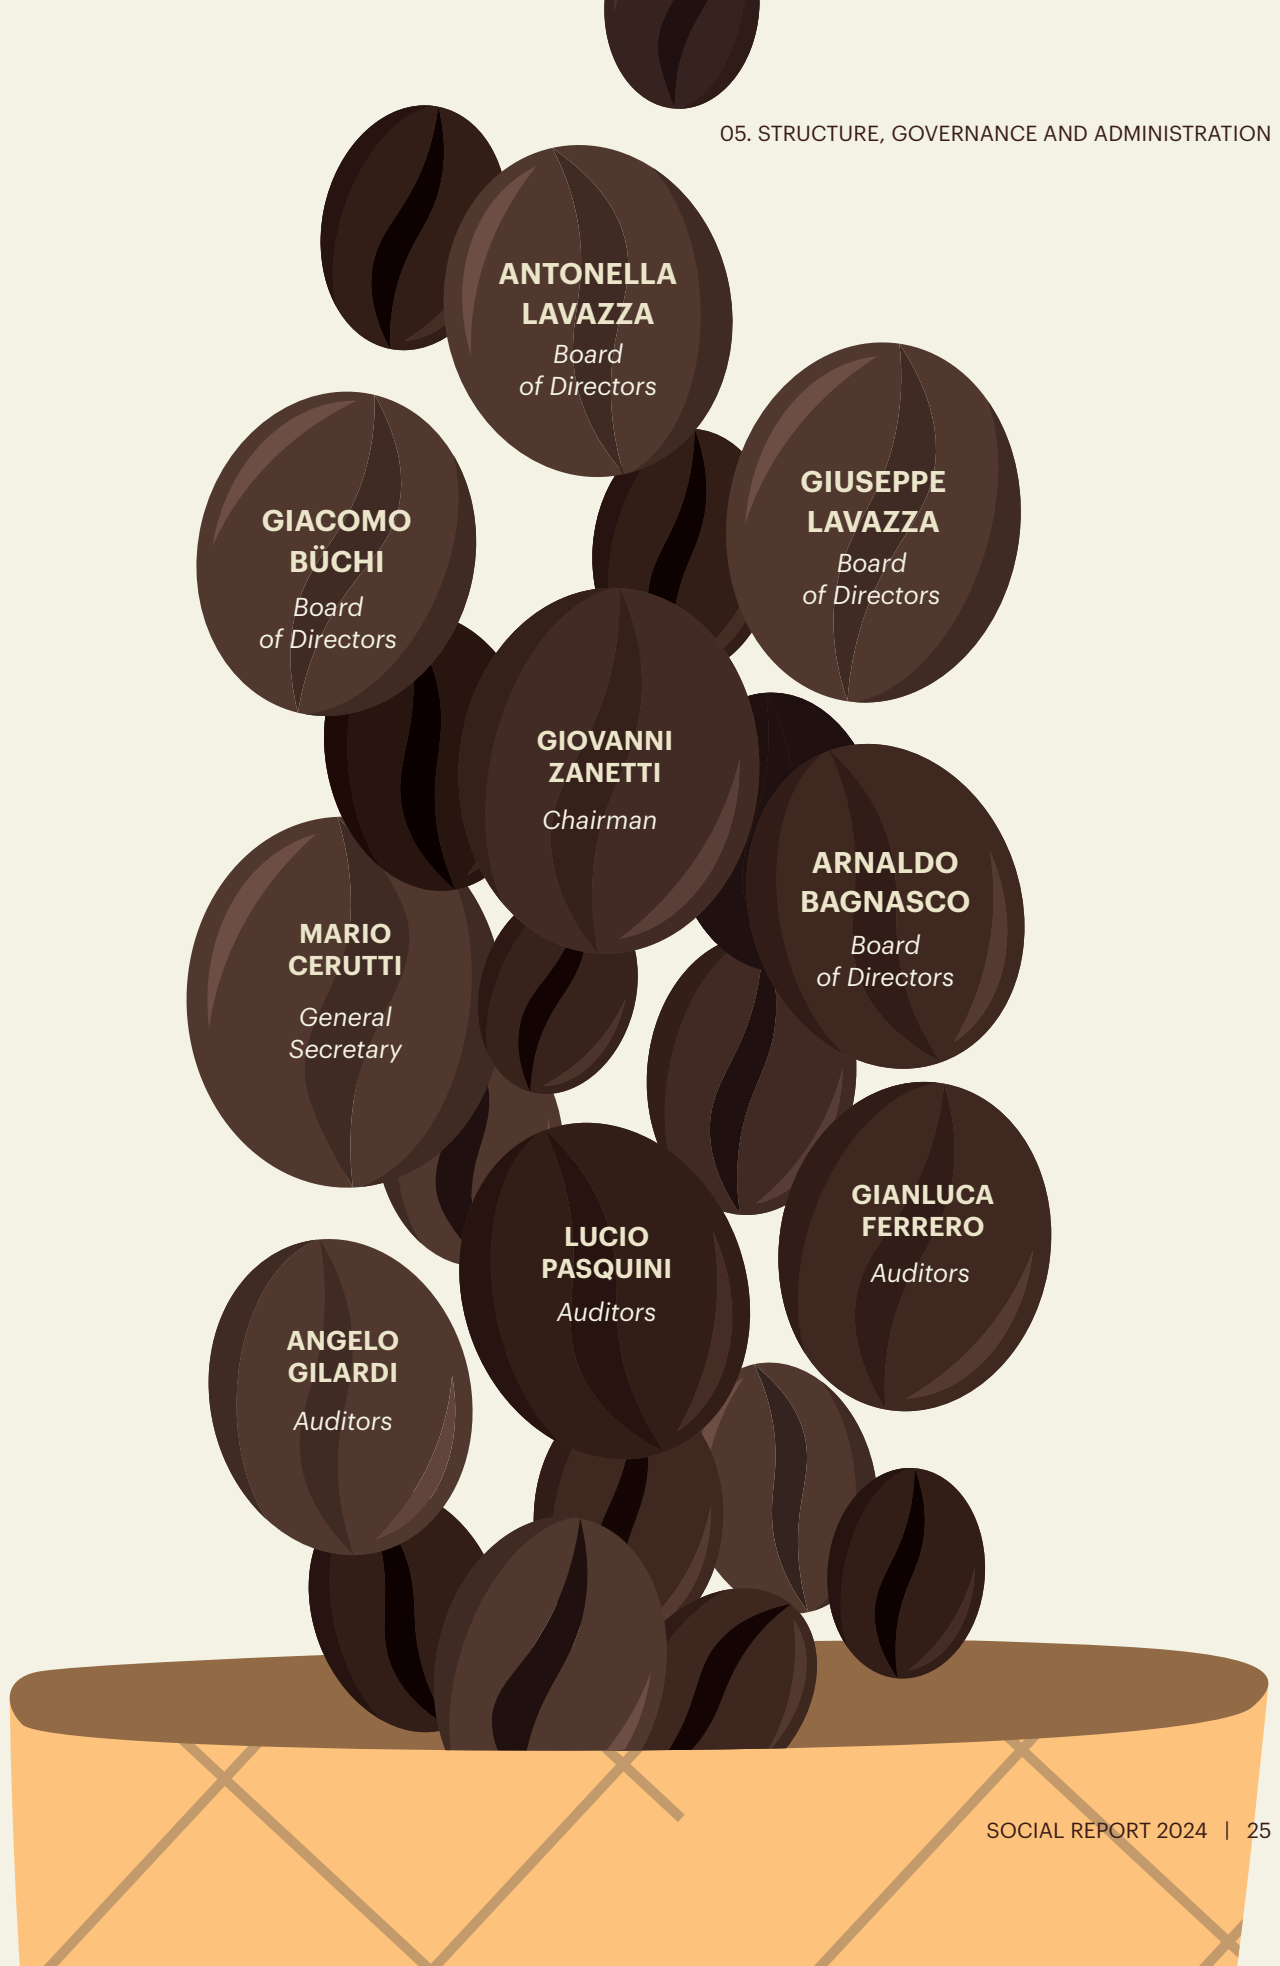 05. STRUCTURE, GOVERNANCE AND ADMINISTRATION
ANTONELLA
LAVAZZA
Board
of Directors
GIUSEPPE
LAVAZZA
Board
of Directors
GIACOMO
BÜCHI
Board
of Directors
GIOVANNI
ZANETTI
Chairman
ARNALDO
BAGNASCO
Board
of Directors
MARIO
CERUTTI
General
Secretary
GIANLUCA
FERRERO
Auditors
LUCIO
PASQUINI
Auditors
ANGELO
GILARDI
Auditors
SOCIAL REPORT 2024 | 25